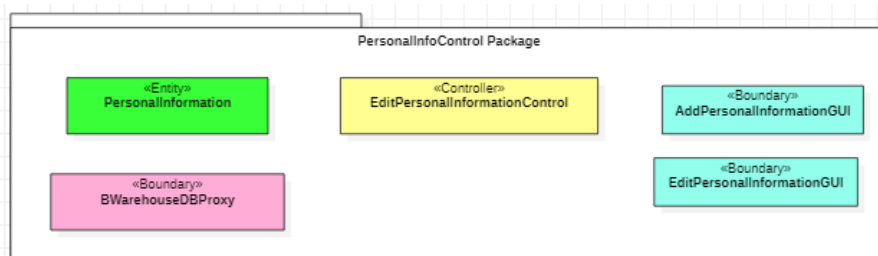 PersonalInfoControl Package
«Entity»
PersonalInformation
«Controller»
EditPersonalInformationControl
«Boundary»
AddPersonalInformationGUI
«Boundary»
EditPersonalInformationGUI
«Boundary»
BWarehouseDBProxy